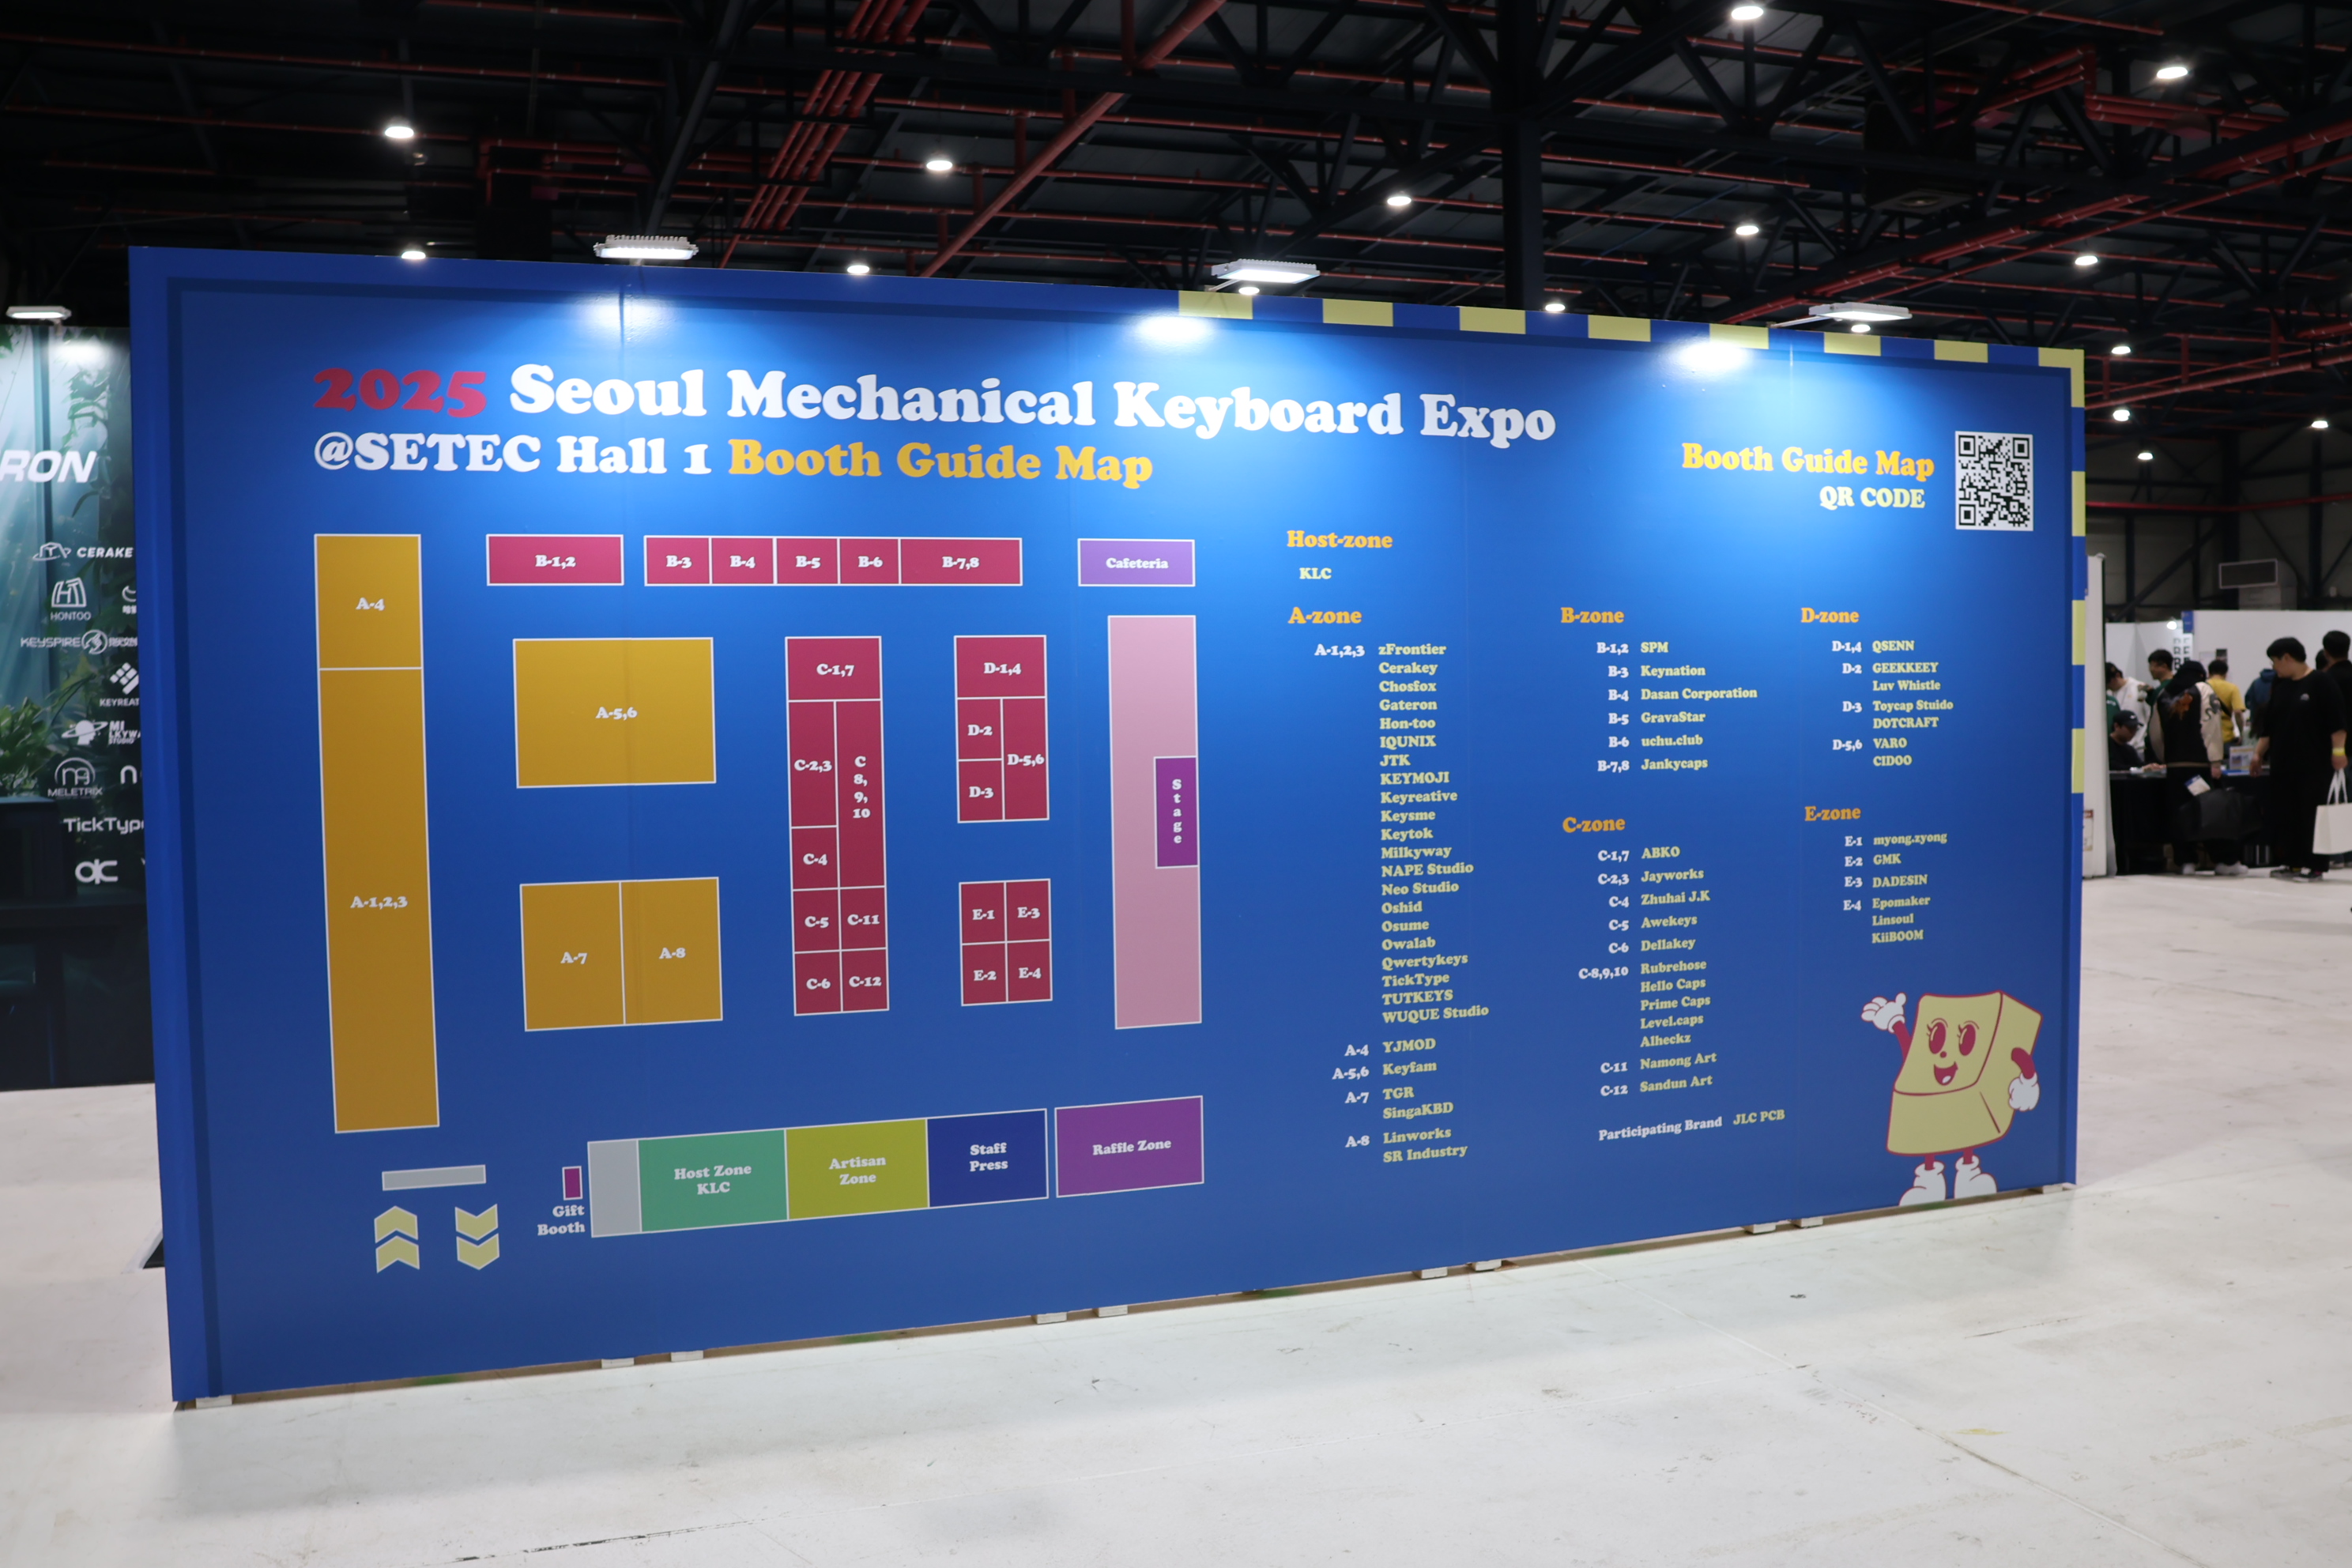 2025 Seoul Mechanical Keyboard Expo
@SETEC Hall 1 Booth Guide Map
Booth Guide Map
QR CODE
A-4
A-1,2,3
B-1,2
B-3
B-4
B-5
B-6
B-7,8
Cafeteria
A-5,6
A-7
A-8
C-1,7
C-2,3
C
8,
9,
10
C-4
C-5
C-11
C-6
C-12
D-1,4
D-2
D-5,6
D-3
E-1
E-3
E-2
E-4
Stage
Gift
Booth
Host Zone
KLC
Artisan
Zone
Staff
Press
Raffle Zone
Host-zone
KLC
A-zone
A-1,2,3 zFrontier
Cerakey
Chosfox
Gateron
Hon-too
IQUNIX
JTK
KEYMOJI
Keyreative
Keysme
Keytok
Milkyway
NAPE Studio
Neo Studio
Oshid
Osume
Owalab
Qwertykeys
TickType
TUTKEYS
WUQUE Studio
A-4 YJMOD
A-5,6 Keyfam
A-7 TGR
SingaKBD
A-8 Linworks
SR Industry
B-zone
B-1,2 SPM
B-3 Keynation
B-4 Dasan Corporation
B-5 GravaStar
B-6 uchu.club
B-7,8 Jankycaps
C-zone
C-1,7 ABKO
C-2,3 Jayworks
C-4 Zhuhai J.K
C-5 Awekeys
C-6 Dellakey
C-8,9,10 Rubrehose
Hello Caps
Prime Caps
Level.caps
Alheckz
C-11 Namong Art
C-12 Sandun Art
Participating Brand JLC PCB
D-zone
D-1,4 QSENN
D-2 GEEKKEEY
Luv Whistle
D-3 Toycap Stuido
DOTCRAFT
D-5,6 VARO
CIDOO
E-zone
E-1 myong.zyong
E-2 GMK
E-3 DADESIN
E-4 Epomaker
Linsoul
KiiBOOM
RON
CERAKE
HONTOO
KEYSPIRE
KEYREAT
MELETRIX
TickType